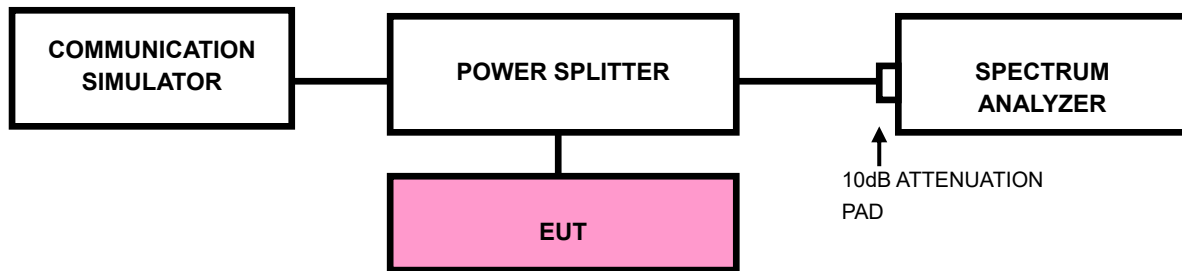 COMMUNICATION
SIMULATOR
POWER SPLITTER
SPECTRUM
ANALYZER
10dB ATTENUATION
PAD
EUT